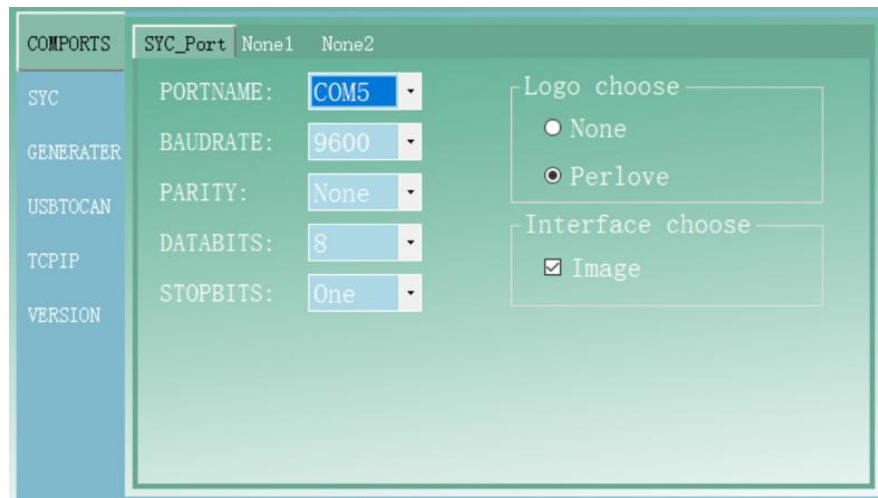 COMPORTS
SYC
GENERATER
USBTOCAN
TCPIP
VERSION
SYC_Port None1 None2
PORTNAME: COM5
BAUDRATE: 9600
PARITY: None
DATABITS: 8
STOPBITS: One
Logo choose
None
Perlove
Interface choose
Image